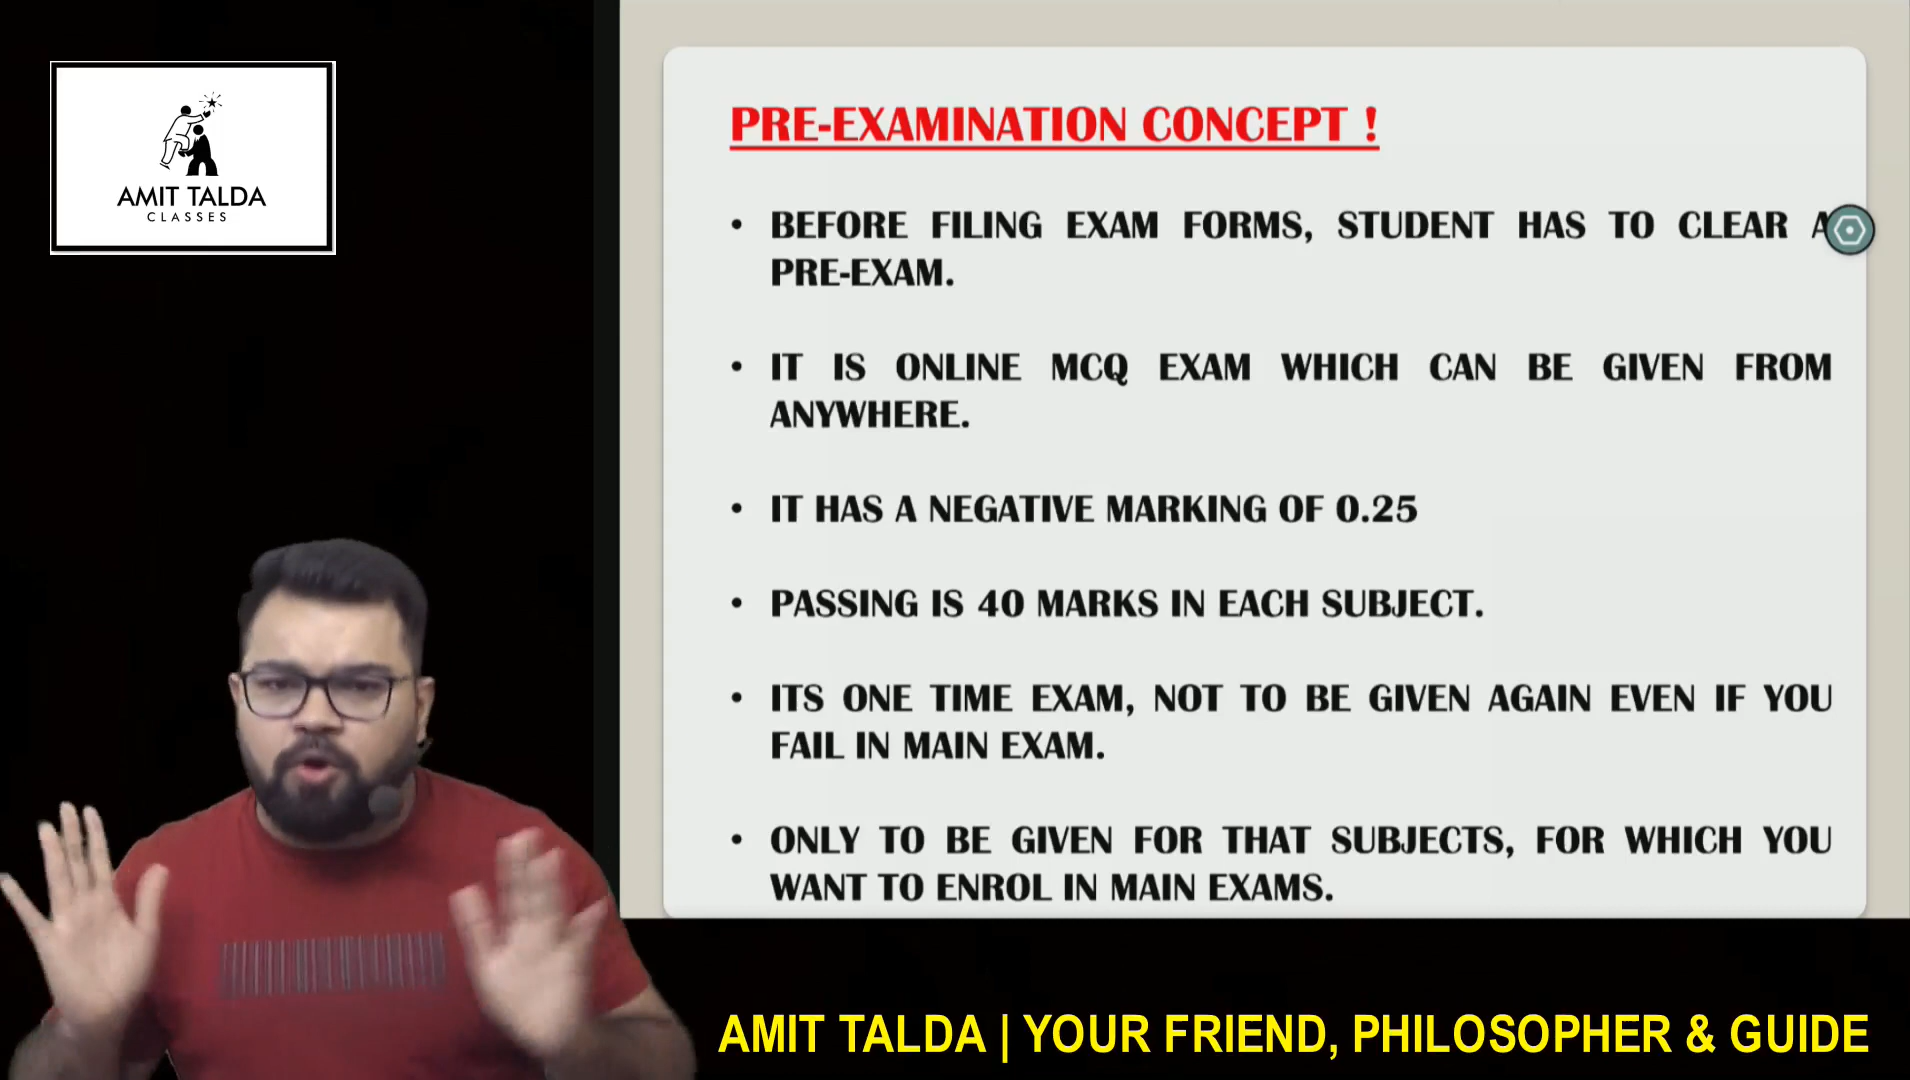 AMIT TALDA
CLASSES
PRE-EXAMINATION CONCEPT !
• BEFORE FILING EXAM FORMS, STUDENT HAS TO CLEAR A
PRE-EXAM.
• IT IS ONLINE MCQ EXAM WHICH CAN BE GIVEN FROM
ANYWHERE.
• IT HAS A NEGATIVE MARKING OF 0.25
• PASSING IS 40 MARKS IN EACH SUBJECT.
• ITS ONE TIME EXAM, NOT TO BE GIVEN AGAIN EVEN IF YOU
FAIL IN MAIN EXAM.
• ONLY TO BE GIVEN FOR THAT SUBJECTS, FOR WHICH YOU
WANT TO ENROL IN MAIN EXAMS.
AMIT TALDA | YOUR FRIEND, PHILOSOPHER & GUIDE